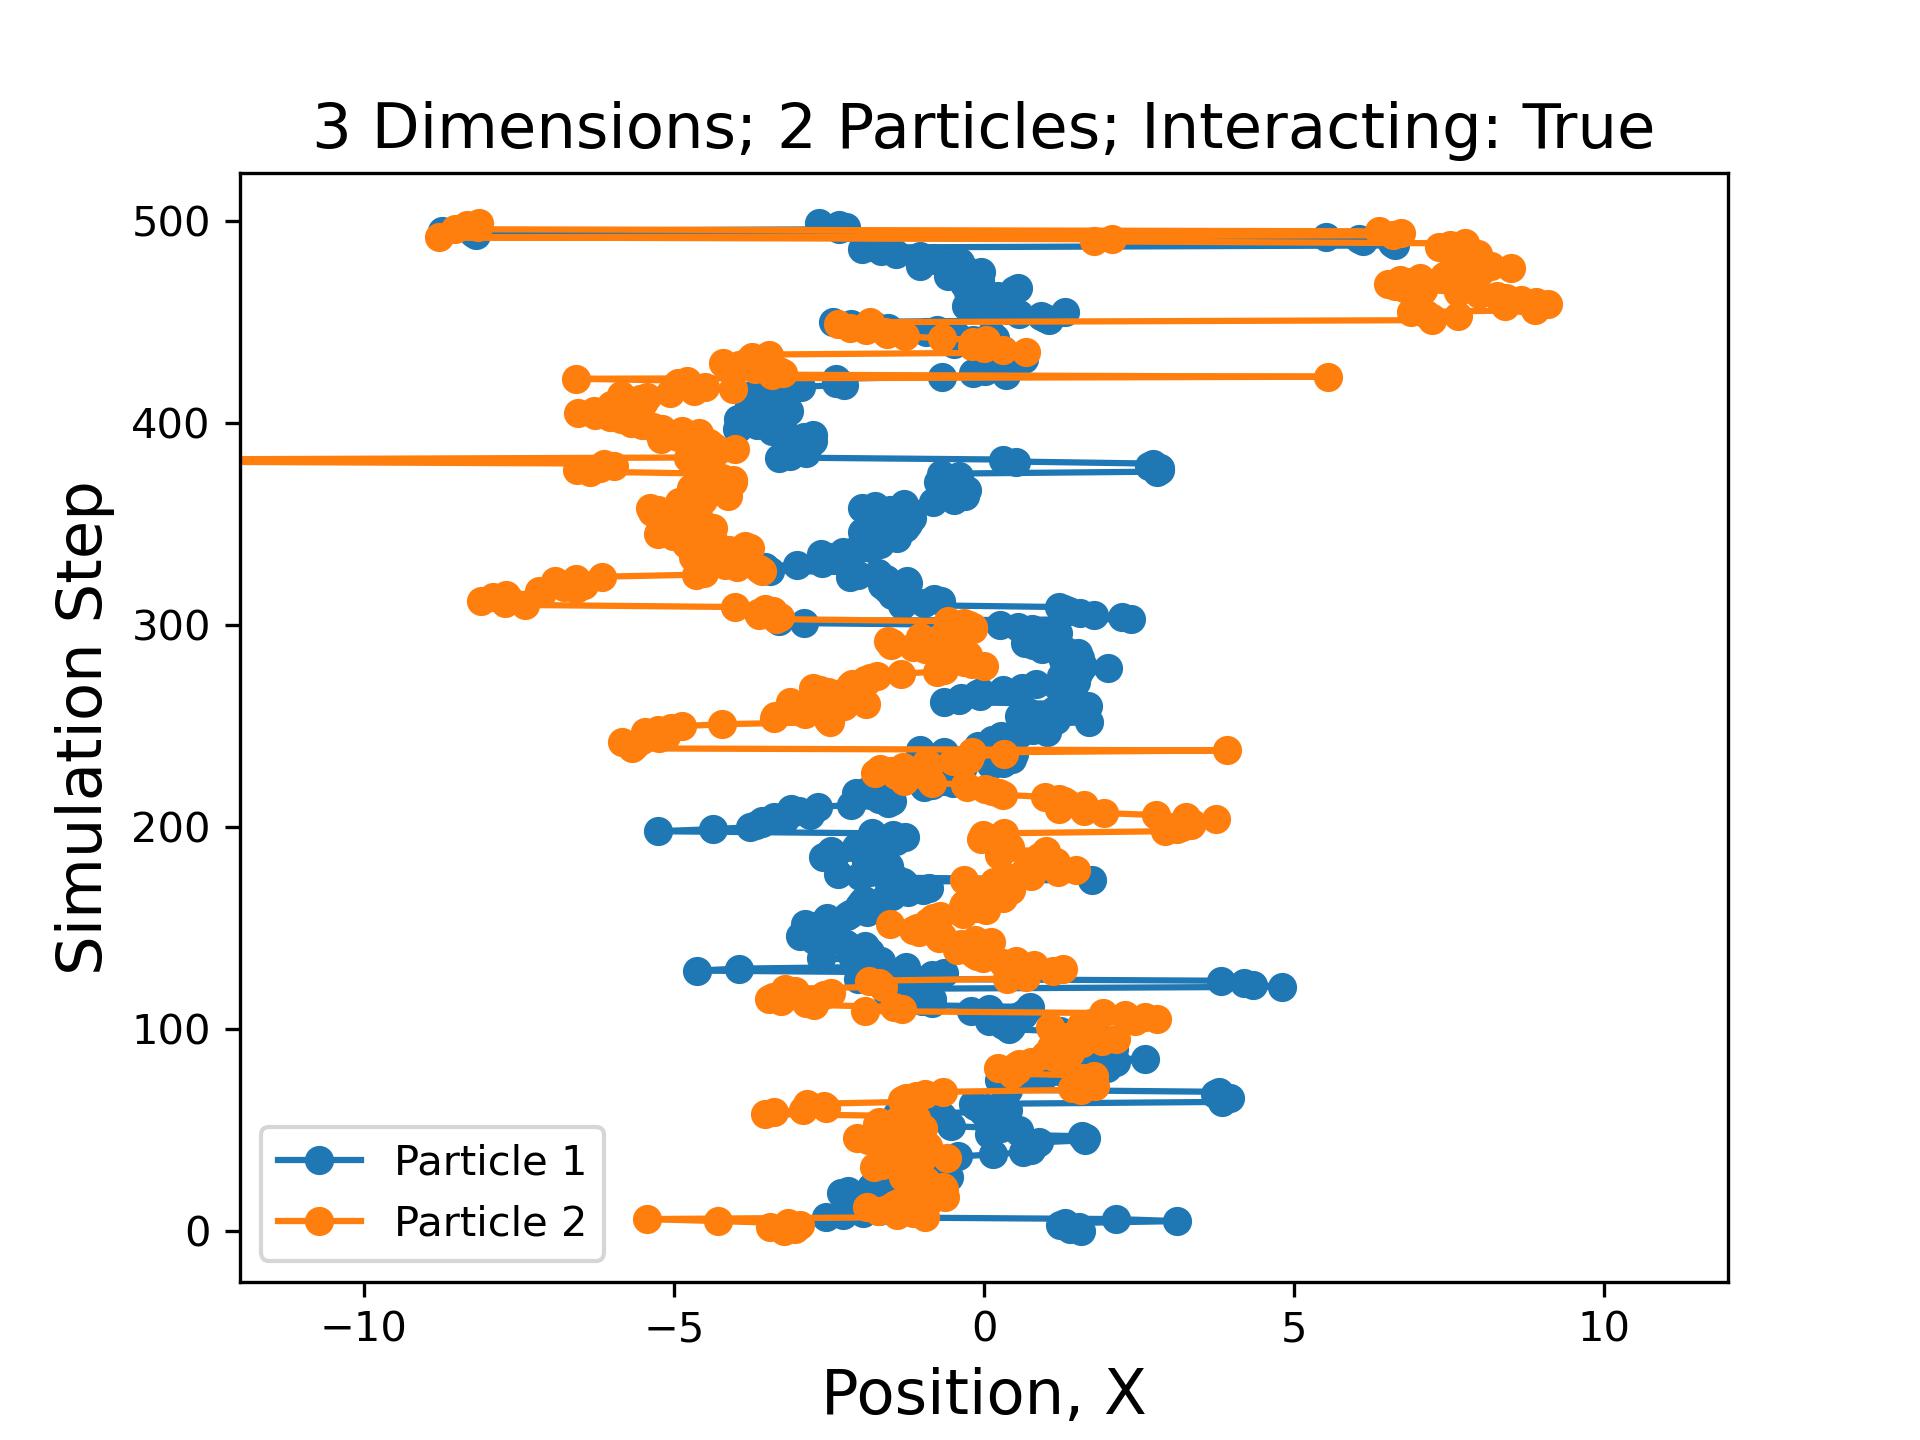 3 Dimensions; 2 Particles; Interacting: True
Simulation Step
500
400
300
200
100
0
Particle 1
Particle 2
−10
−5
0
5
10
Position, X